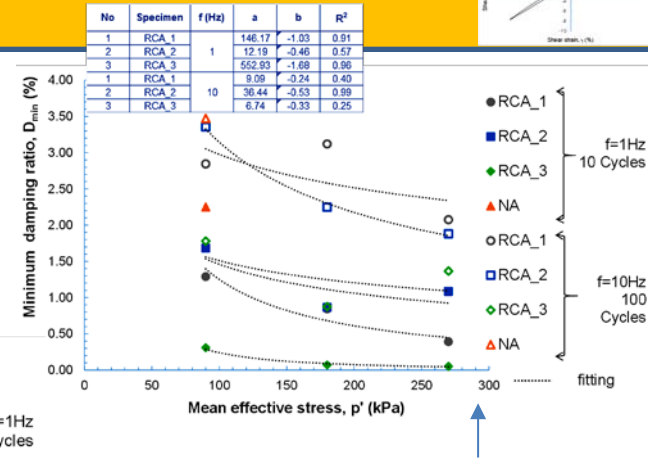 No Specimen f (Hz) a b R²
1 RCA_1 1 146.17 -1.03 0.91
2 RCA_2 12.19 -0.46 0.57
3 RCA_3 552.93 -1.68 0.96
1 RCA_1 10 9.09 -0.24 0.40
2 RCA_2 36.44 -0.53 0.99
3 RCA_3 6.74 -0.33 0.25
Shear strain, γ (%)
Minimum damping ratio, Dmin (%)
4.00
3.50
3.00
2.50
2.00
1.50
1.00
0.50
0.00
0 50 100 150 200 250 300
Mean effective stress, p' (kPa)
RCA_1
RCA_2
RCA_3
NA
f=1Hz
10 Cycles
RCA_1
RCA_2
RCA_3
NA
f=10Hz
100
Cycles
fitting
=1Hz
ycles